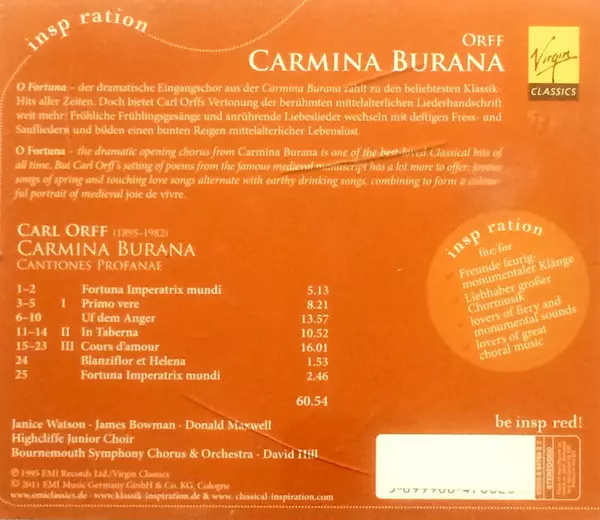 insp ration
ORFF
CARMINA BURANA
Virgin
CLASSICS
O Fortuna – der dramatische Eingangschor aus der Carmina Burana zählt zu den beliebtesten Klassik-
Hits aller Zeiten. Doch bietet Carl Orffs Vertonung der berühmten mittelalterlichen Liederhandschrift
weit mehr: Fröhliche Frühlingsgesänge und anrührende Liebeslieder wechseln mit deftigen Fress- und
Saufliedern und bilden einen bunten Reigen mittelalterlicher Lebenslust.
O Fortuna – the dramatic opening chorus from Carmina Burana is one of the best-loved Classical hits of
all time. But Carl Orff's setting of poems from the famous medieval manuscript has a lot more to offer: joyous
songs of spring and touching love songs alternate with earthy drinking songs, combining to form a colour-
ful portrait of medieval joie de vivre.
CARL ORFF (1895–1982)
CARMINA BURANA
CANTIONES PROFANAE
1–2 Fortuna Imperatrix mundi 5.13
3–5 I Primo vere 8.21
6–10 Uf dem Anger 13.57
11–14 II In Taberna 10.52
15–23 III Cours d'amour 16.01
24 Blanziflor et Helena 1.53
25 Fortuna Imperatrix mundi 2.46
60.54
insp ration
für/for
Freunde feurig-
monumentaler Klänge
Liebhaber großer
Chormusik
lovers of fiery and
monumental sounds
lovers of great
choral music
Janice Watson · James Bowman · Donald Maxwell
Highcliffe Junior Choir
Bournemouth Symphony Chorus & Orchestra · David Hill
be insp red!
℗ 1995 EMI Records Ltd./Virgin Classics
© 2011 EMI Music Germany GmbH & Co. KG, Cologne
www.emiclassics.de · www.klassik-inspiration.de & www.classical-inspiration.com
STEREO/DDD